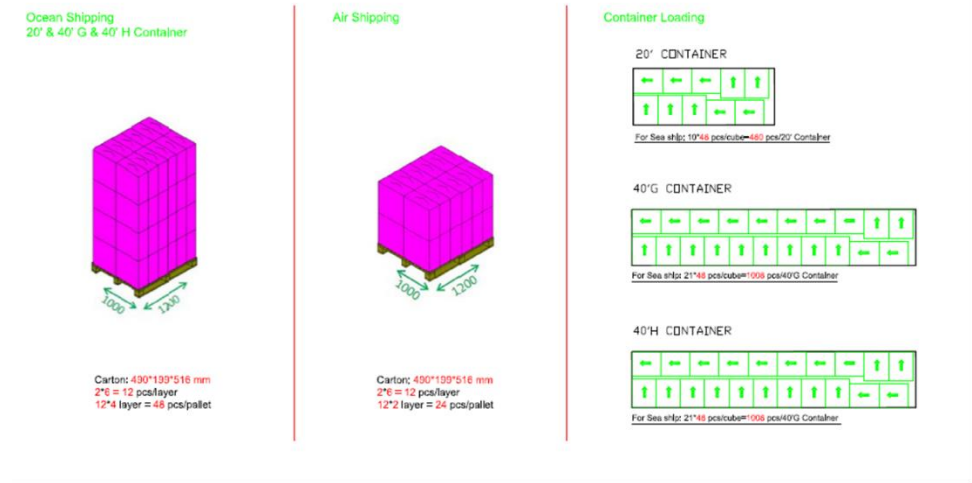 Ocean Shipping
20' & 40' G & 40' H Container
1000
1200
Carton: 490*199*516 mm
2*6 = 12 pcs/layer
12*4 layer = 48 pcs/pallet
Air Shipping
1000
1200
Carton: 490*199*516 mm
2*6 = 12 pcs/layer
12*2 layer = 24 pcs/pallet
Container Loading
20' CONTAINER
For Sea ship: 10*48 pcs/cube=480 pcs/20' Container
40'G CONTAINER
For Sea ship: 21*48 pcs/cube=1008 pcs/40'G Container
40'H CONTAINER
For Sea ship: 21*48 pcs/cube=1008 pcs/40'G Container